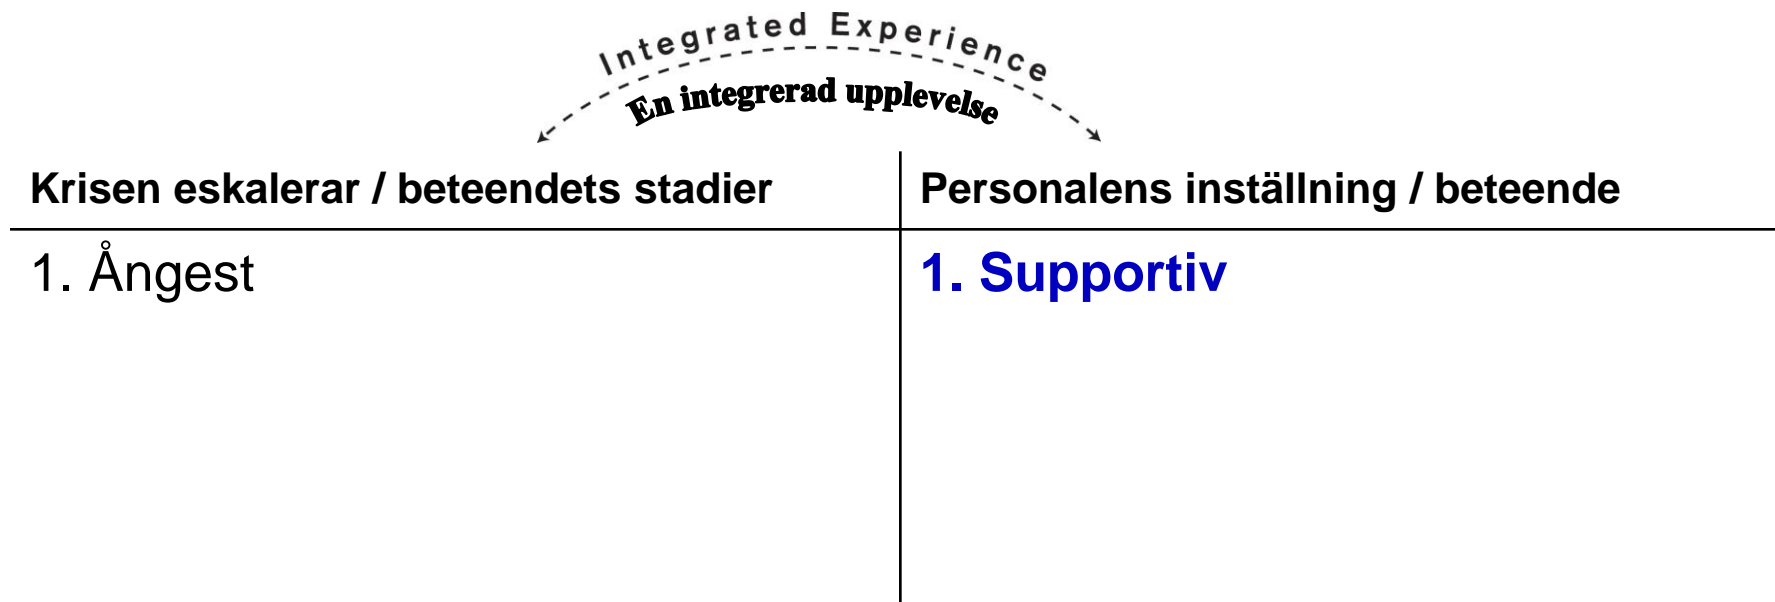 Integrated Experience
En integrerad upplevelse
Krisen eskalerar / beteendets stadier
Personalens inställning / beteende
1. Ångest
1. Supportiv